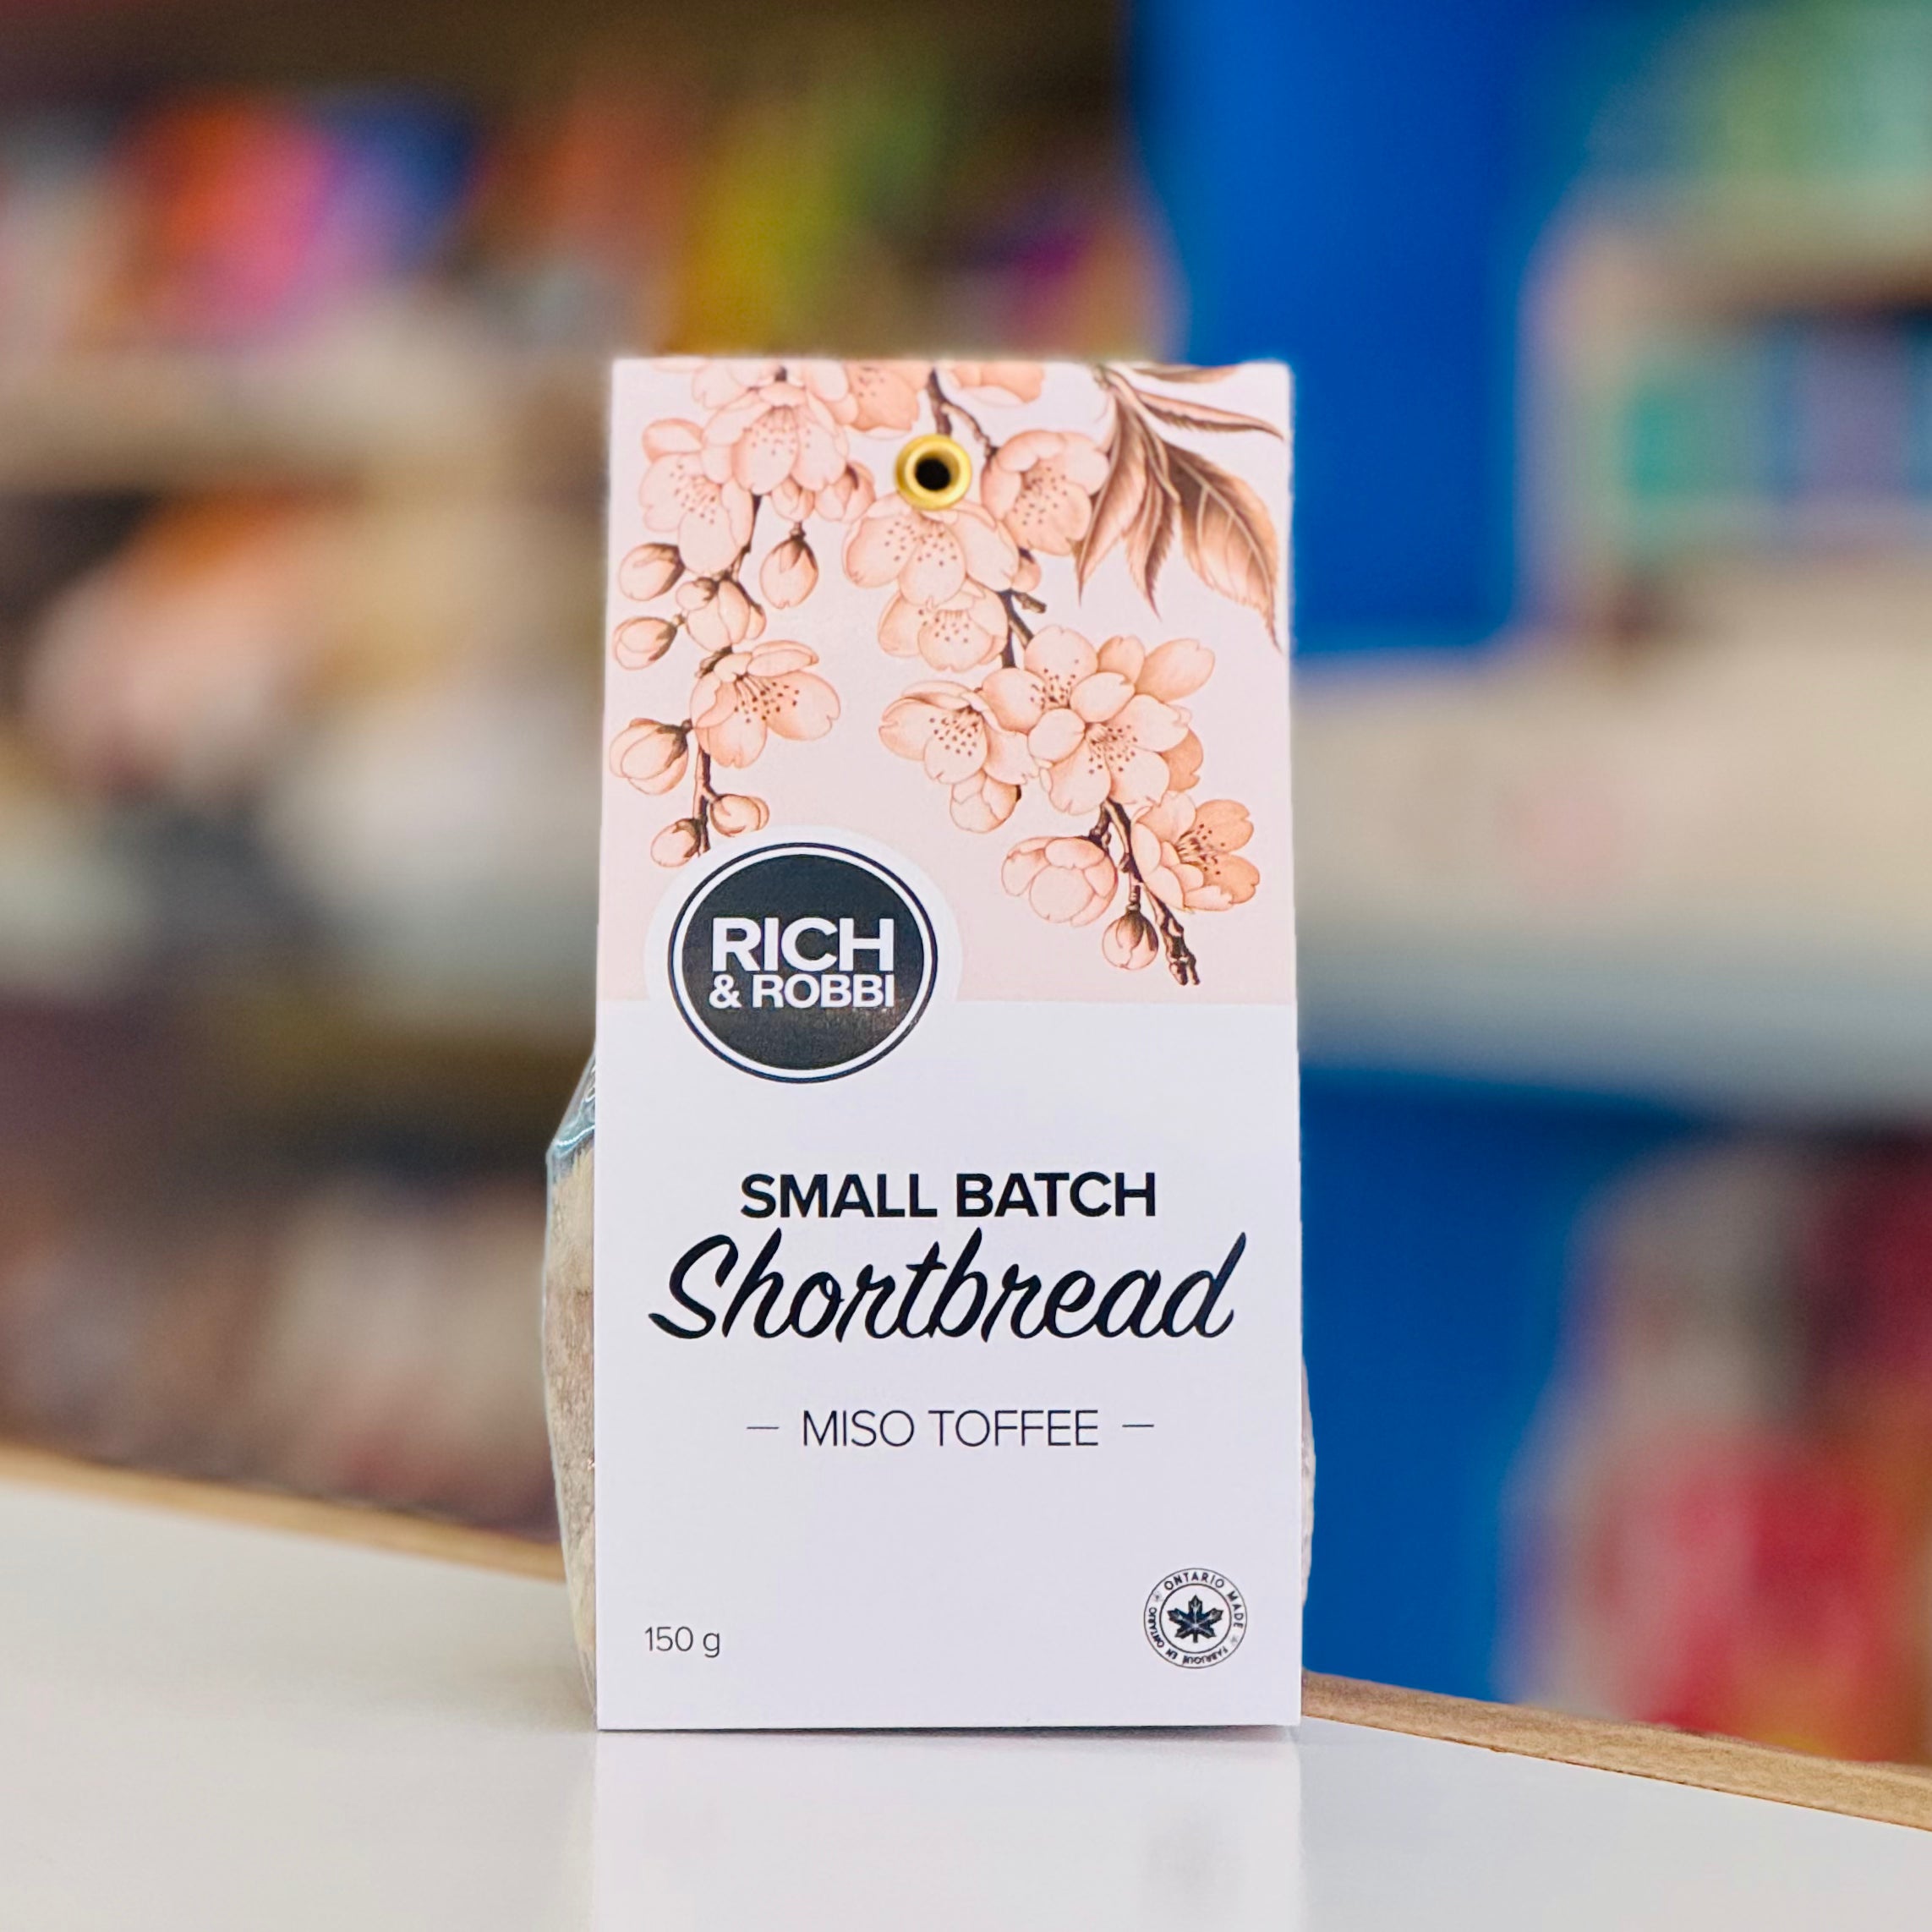 RICH
& ROBBI
SMALL BATCH
Shortbread
— MISO TOFFEE —
150 g
ONTARIO MADE
FABRIQUÉ EN ONTARIO